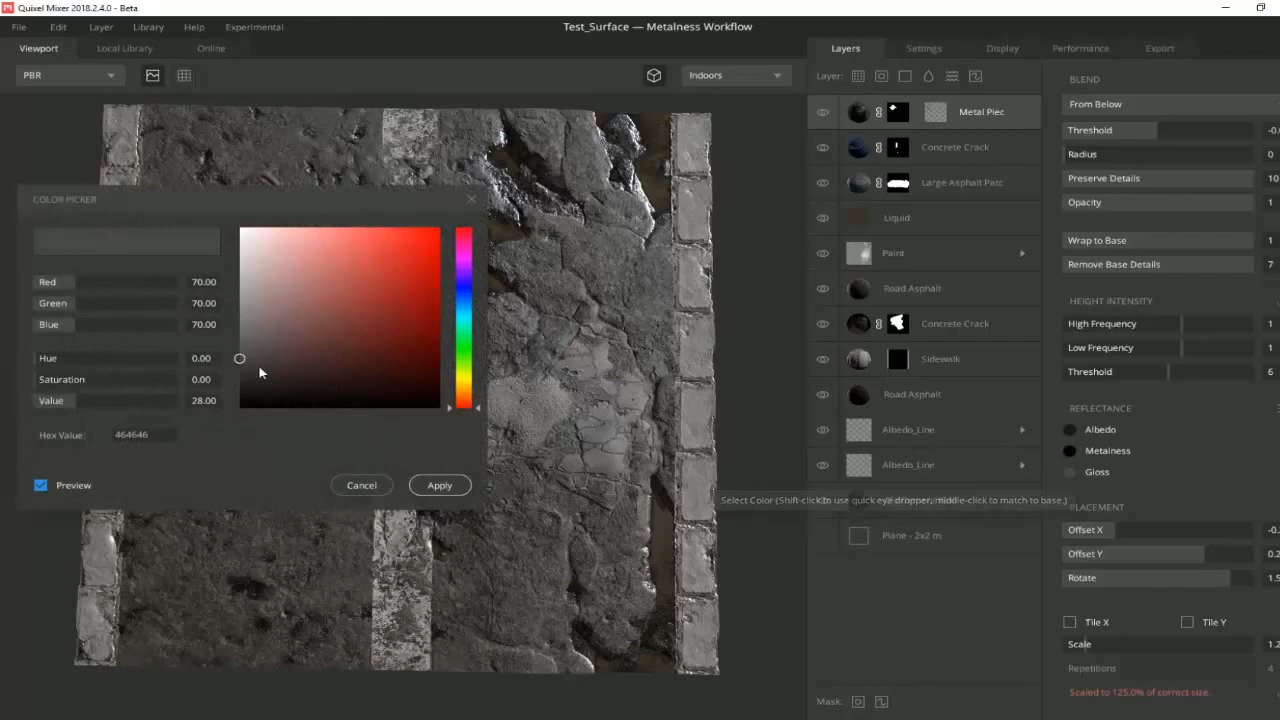 Quixel Mixer 2018.2.4.0 - Beta
File Edit Layer Library Help Experimental
Test_Surface — Metalness Workflow
Viewport Local Library Online
Layers Settings Display Performance Export
PBR
Indoors
Layer:
Metal Piec
Concrete Crack
Large Asphalt Patc
Liquid
Paint
Road Asphalt
Concrete Crack
Sidewalk
Road Asphalt
Albedo_Line
Albedo_Line
Plane - 2x2 m
Mask:
COLOR PICKER
Red 70.00
Green 70.00
Blue 70.00
Hue 0.00
Saturation 0.00
Value 28.00
Hex Value: 464646
Preview
Cancel Apply
Select Color (Shift-click to use quick eye dropper, middle-click to match to base.)
BLEND
From Below
Threshold
Radius 0
Preserve Details 10
Opacity 1
Wrap to Base 1
Remove Base Details 7
HEIGHT INTENSITY
High Frequency 1
Low Frequency 1
Threshold 6
REFLECTANCE
Albedo
Metalness
Gloss
PLACEMENT
Offset X
Offset Y
Rotate
Tile X Tile Y
Scale
Repetitions 4
Scaled to 125.0% of correct size.